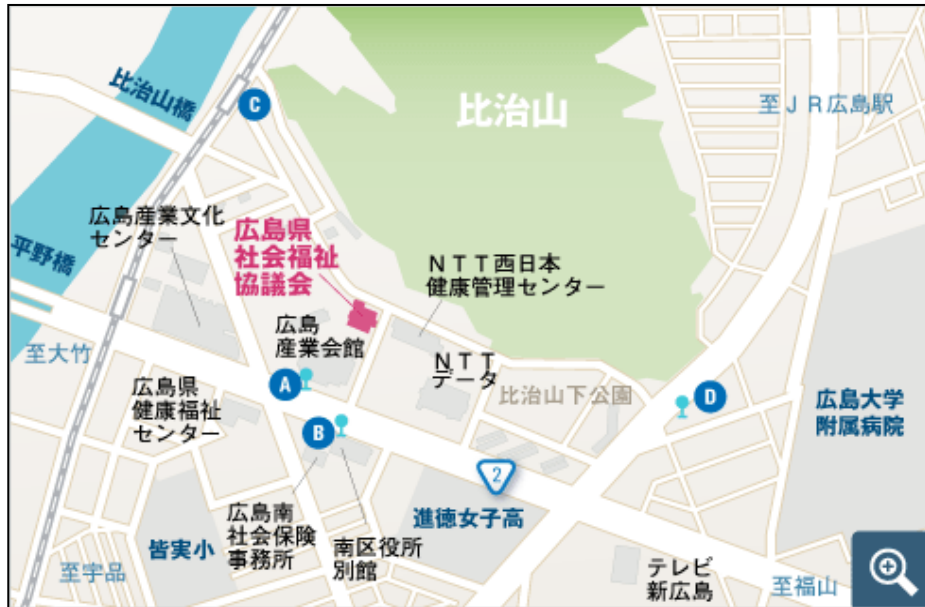 比治山橋
C
比治山
至ＪＲ広島駅
広島産業文化
センター
平野橋
広島県
社会福祉
協議会
ＮＴＴ西日本
健康管理センター
広島
産業会館
至大竹
ＮＴＴ
データ
A
比治山下公園
D
広島県
健康福祉
センター
広島大学
附属病院
B
2
広島南
社会保険
事務所
進徳女子高
皆実小
南区役所
別館
至宇品
テレビ
新広島
至福山